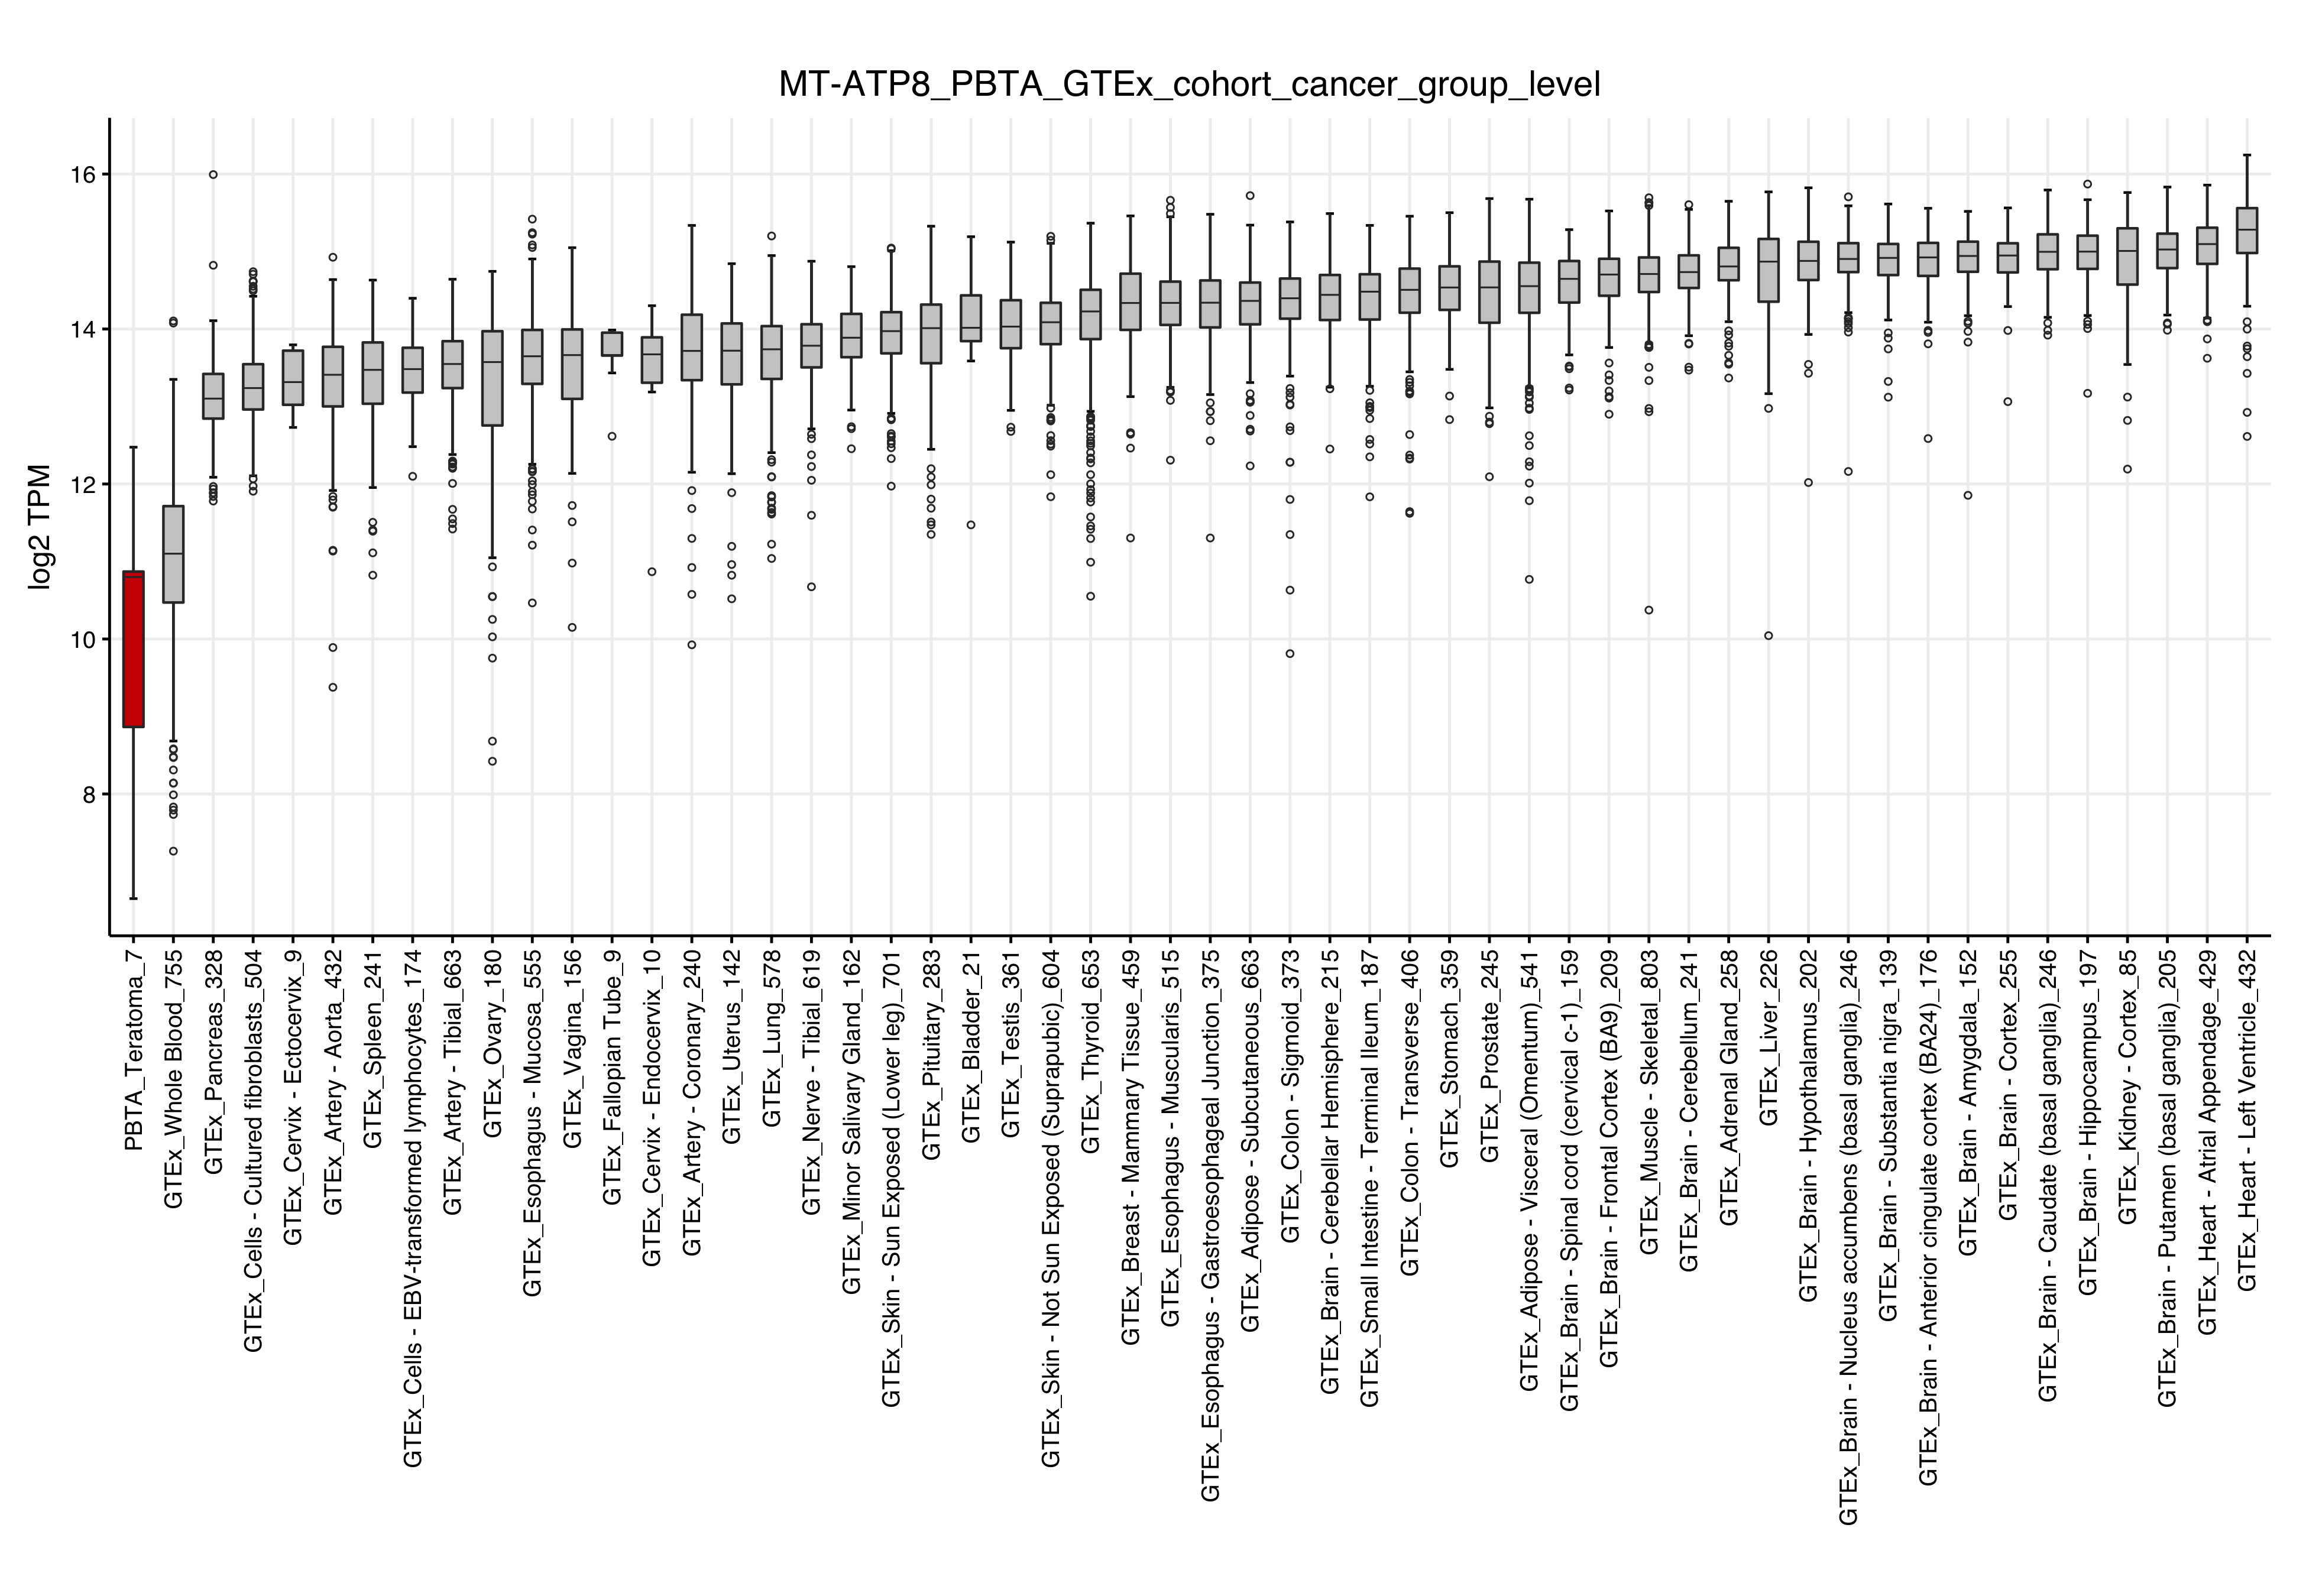 MT-ATP8_PBTA_GTEx_cohort_cancer_group_level
log2 TPM
16
14
12
10
8
PBTA_Teratoma_7
GTEx_Whole Blood_755
GTEx_Pancreas_328
GTEx_Cells - Cultured fibroblasts_504
GTEx_Cervix - Ectocervix_9
GTEx_Artery - Aorta_432
GTEx_Spleen_241
GTEx_Cells - EBV-transformed lymphocytes_174
GTEx_Artery - Tibial_663
GTEx_Ovary_180
GTEx_Esophagus - Mucosa_555
GTEx_Vagina_156
GTEx_Fallopian Tube_9
GTEx_Cervix - Endocervix_10
GTEx_Artery - Coronary_240
GTEx_Uterus_142
GTEx_Lung_578
GTEx_Nerve - Tibial_619
GTEx_Minor Salivary Gland_162
GTEx_Skin - Sun Exposed (Lower leg)_701
GTEx_Pituitary_283
GTEx_Bladder_21
GTEx_Testis_361
GTEx_Skin - Not Sun Exposed (Suprapubic)_604
GTEx_Thyroid_653
GTEx_Breast - Mammary Tissue_459
GTEx_Esophagus - Muscularis_515
GTEx_Esophagus - Gastroesophageal Junction_375
GTEx_Adipose - Subcutaneous_663
GTEx_Colon - Sigmoid_373
GTEx_Brain - Cerebellar Hemisphere_215
GTEx_Small Intestine - Terminal Ileum_187
GTEx_Colon - Transverse_406
GTEx_Stomach_359
GTEx_Prostate_245
GTEx_Adipose - Visceral (Omentum)_541
GTEx_Brain - Spinal cord (cervical c-1)_159
GTEx_Brain - Frontal Cortex (BA9)_209
GTEx_Muscle - Skeletal_803
GTEx_Brain - Cerebellum_241
GTEx_Adrenal Gland_258
GTEx_Liver_226
GTEx_Brain - Hypothalamus_202
GTEx_Brain - Nucleus accumbens (basal ganglia)_246
GTEx_Brain - Substantia nigra_139
GTEx_Brain - Anterior cingulate cortex (BA24)_176
GTEx_Brain - Amygdala_152
GTEx_Brain - Cortex_255
GTEx_Brain - Caudate (basal ganglia)_246
GTEx_Brain - Hippocampus_197
GTEx_Kidney - Cortex_85
GTEx_Brain - Putamen (basal ganglia)_205
GTEx_Heart - Atrial Appendage_429
GTEx_Heart - Left Ventricle_432